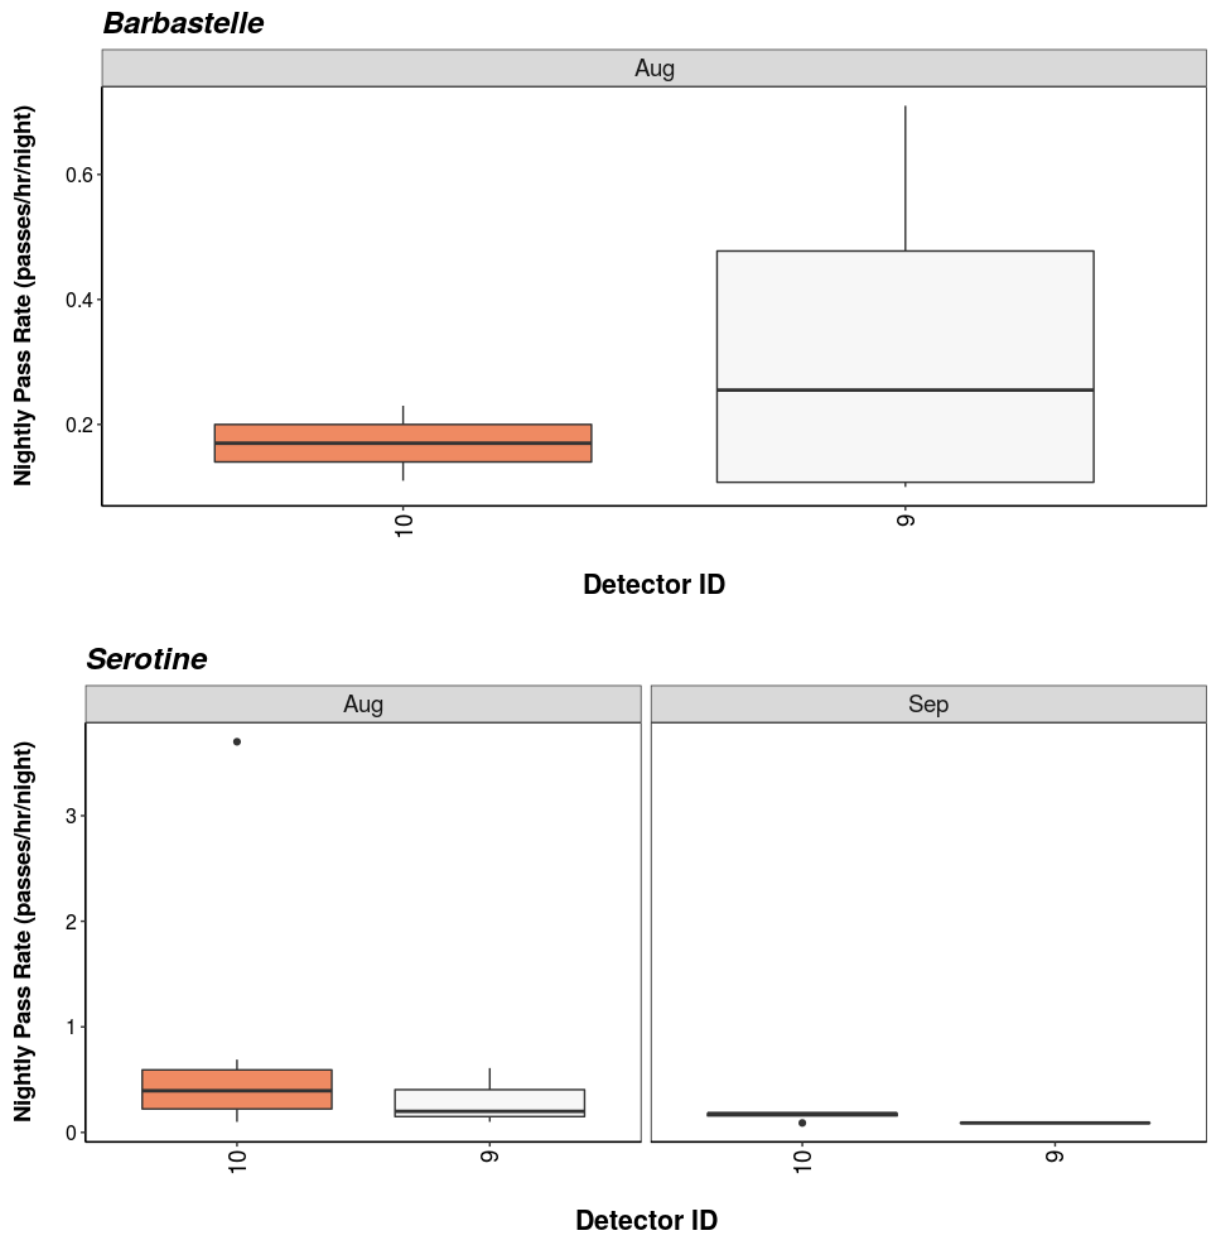 Barbastelle
Aug
Nightly Pass Rate (passes/hr/night)
0.6
0.4
0.2
10
9
Detector ID
Serotine
Aug
Sep
Nightly Pass Rate (passes/hr/night)
3
2
1
0
10
9
10
9
Detector ID